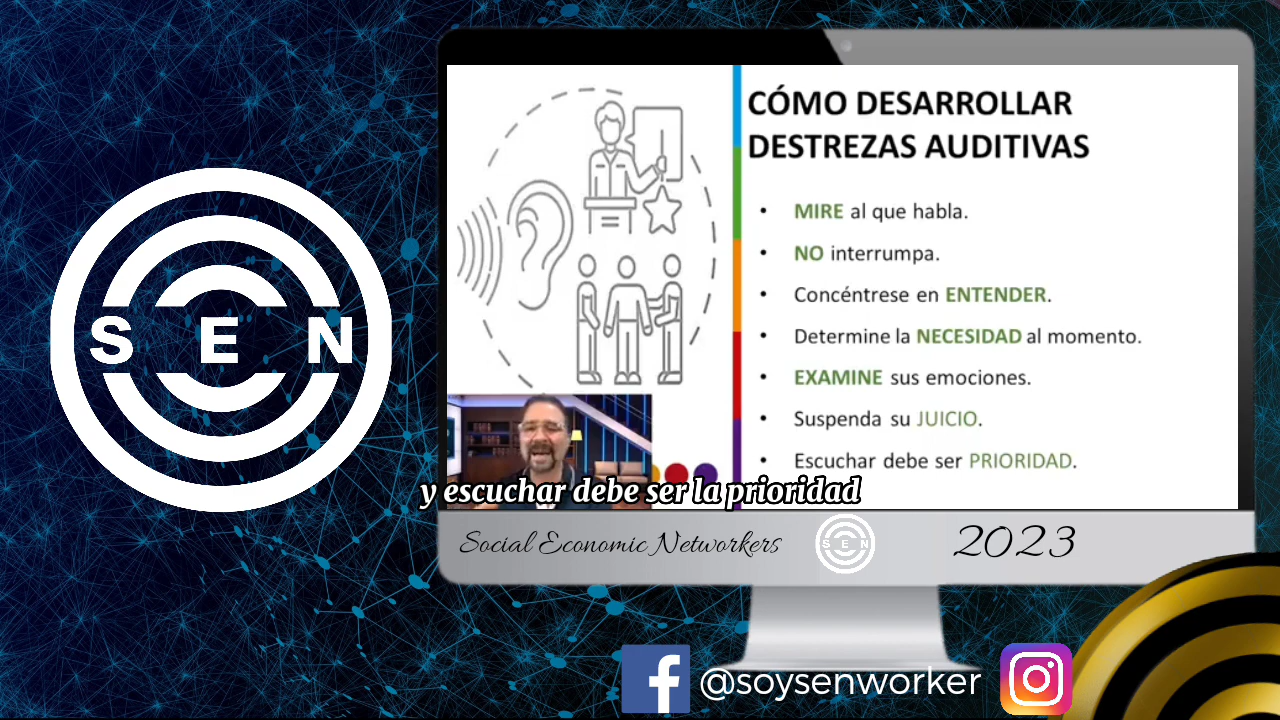 S E N
CÓMO DESARROLLAR
DESTREZAS AUDITIVAS
• MIRE al que habla.
• NO interrumpa.
• Concéntrese en ENTENDER.
• Determine la NECESIDAD al momento.
• EXAMINE sus emociones.
• Suspenda su JUICIO.
• Escuchar debe ser PRIORIDAD.
y escuchar debe ser la prioridad
Social Economic Networkers
S E N
2023
@soysenworker